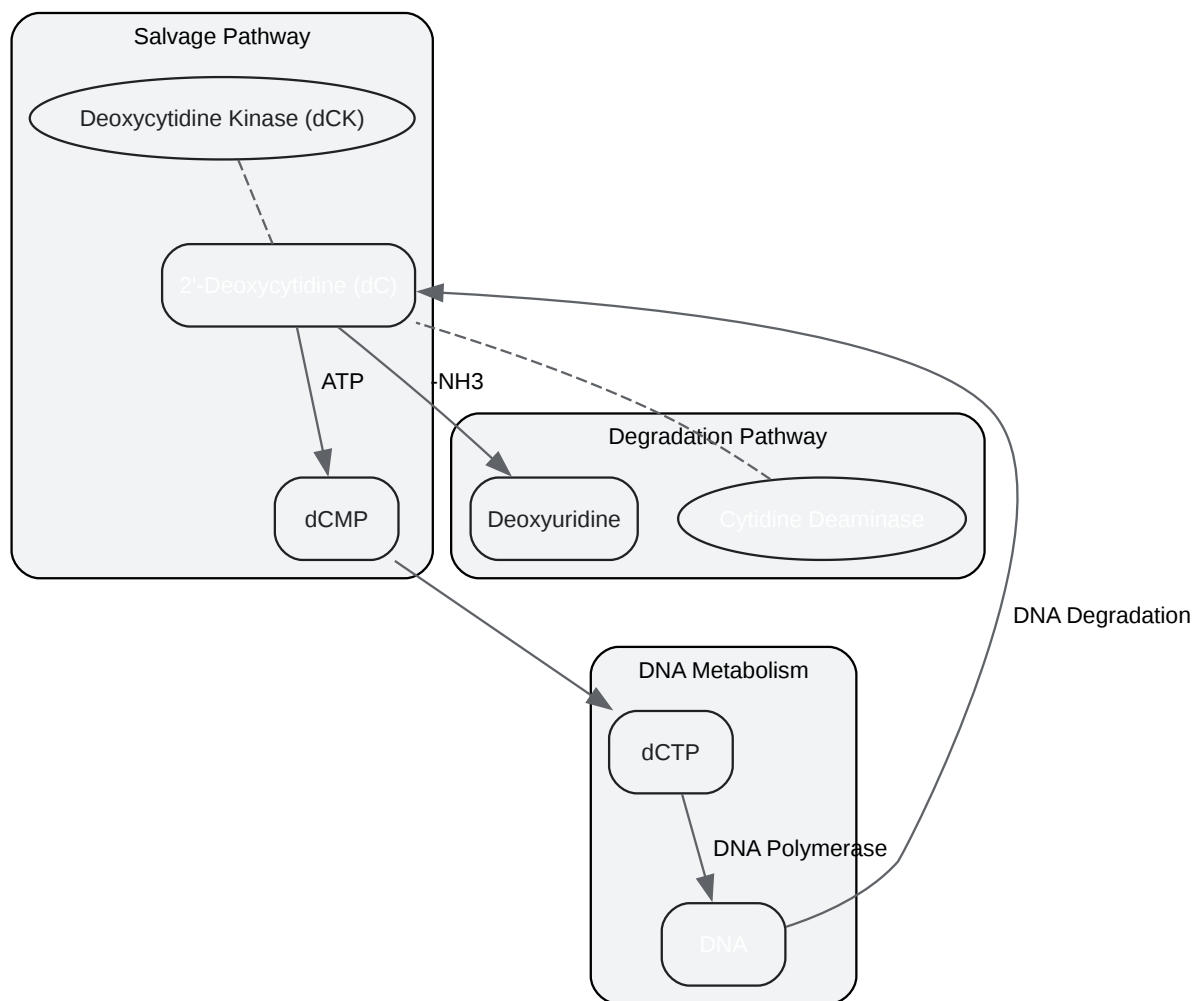 Salvage Pathway
Deoxycytidine Kinase (dCK)
2'-Deoxycytidine (dC)
ATP
-NH3
Degradation Pathway
dCMP
Deoxyuridine
Cytidine Deaminase
DNA Degradation
DNA Metabolism
dCTP
DNA Polymerase
DNA